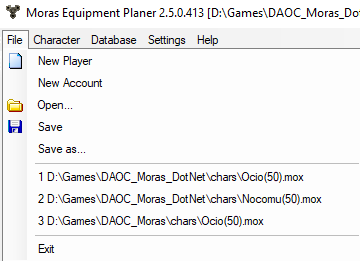 Moras Equipment Planer 2.5.0.413 [D:\Games\DAOC_Moras_Dot
File Character Database Settings Help
New Player
New Account
Open...
Save
Save as...
1 D:\Games\DAOC_Moras_DotNet\chars\Ocio(50).mox
2 D:\Games\DAOC_Moras_DotNet\chars\Nocomu(50).mox
3 D:\Games\DAOC_Moras\chars\Ocio(50).mox
Exit